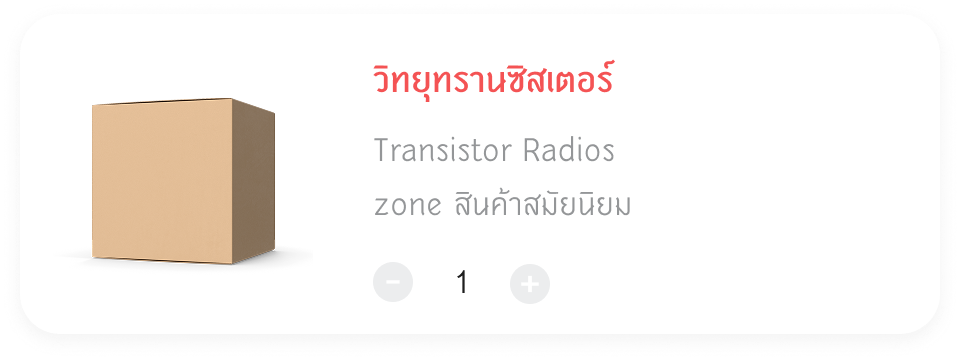 วิทยุทรานซิสเตอร์
Transistor Radios
zone สินค้าสมัยนิยม
- 1 +